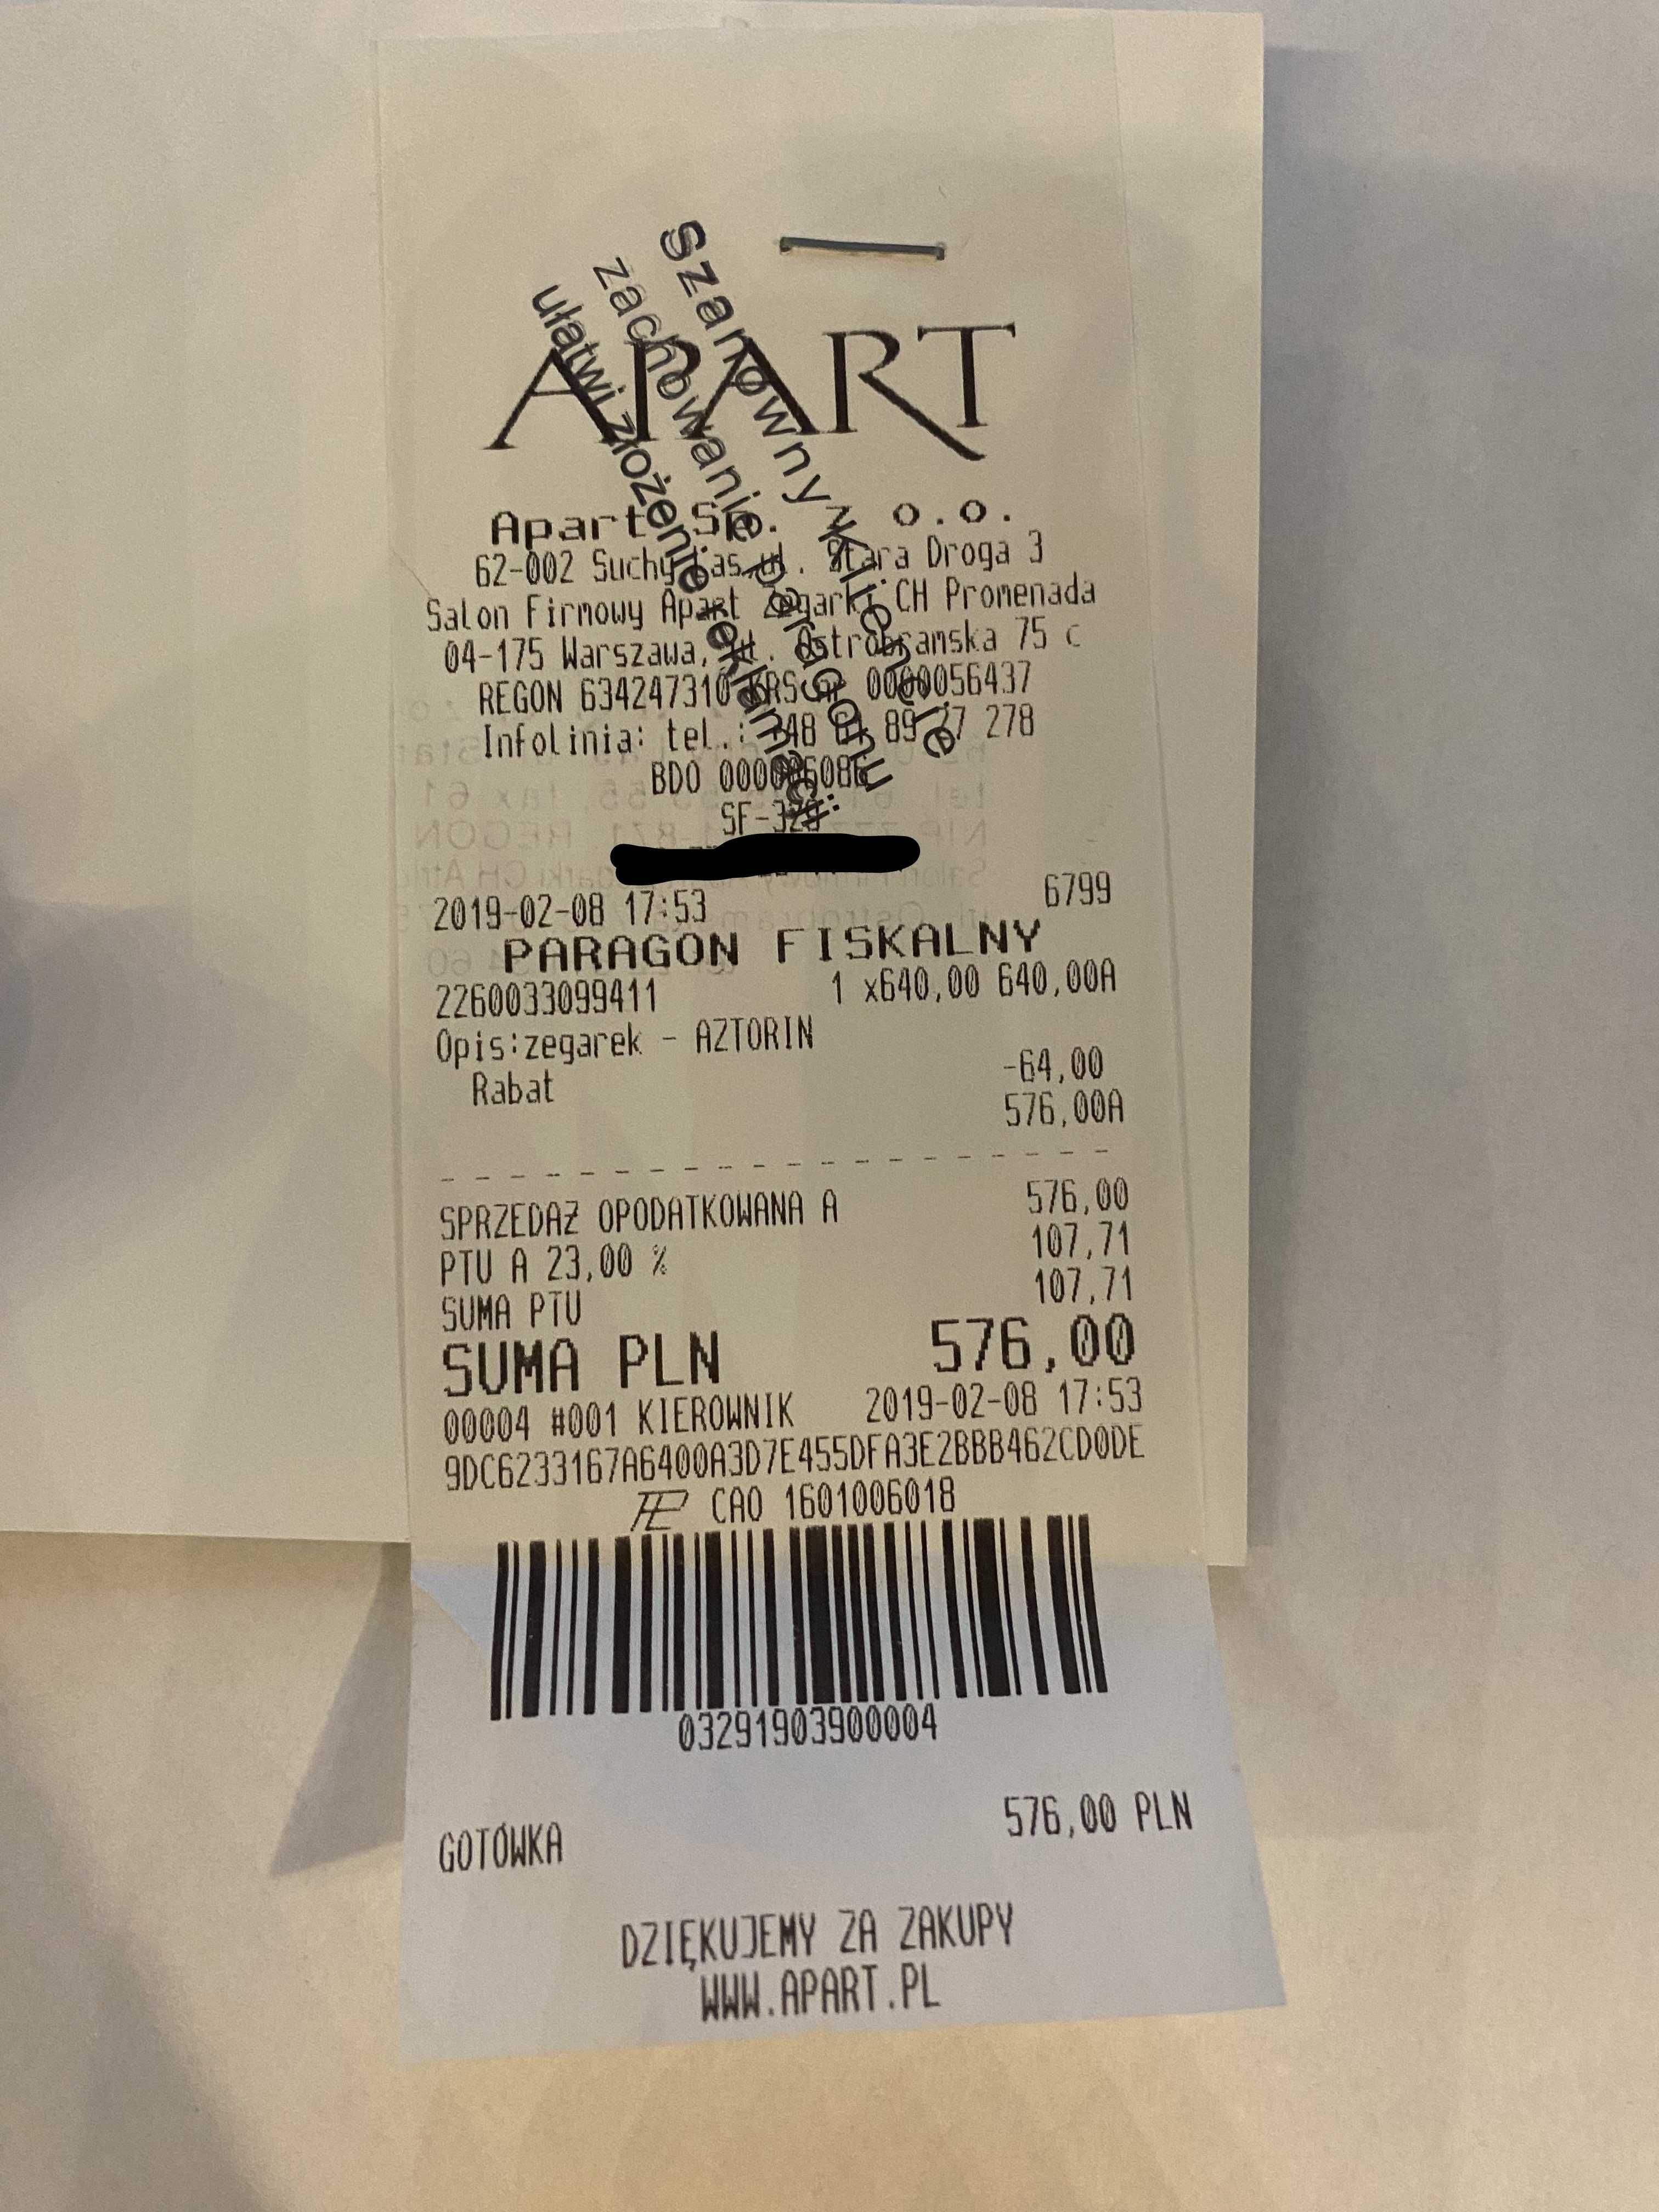 Szanowny Kliencie
zachowanie paragonu
ułatwi złożenie reklamacji
APART
Apart Sp. z o.o.
62-002 Suchy Las, ul. Stara Droga 3
Salon Firmowy Apart Zegarki CH Promenada
04-175 Warszawa, ul. Ostrobramska 75 c
REGON 634247310 KRS nr 0000056437
Infolinia: tel.: +48 61 89 27 278
BDO
SF-329
2019-02-08 17:53 6799
PARAGON FISKALNY
2260033099411 1 x640,00 640,00A
Opis:zegarek - AZTORIN
Rabat -64,00
576,00A
SPRZEDAŻ OPODATKOWANA A 576,00
PTU A 23,00 % 107,71
SUMA PTU 107,71
SUMA PLN 576,00
00004 #001 KIEROWNIK 2019-02-08 17:53
9DC6233167A6400A3D7E455DFA3E2BBB462CD0DE
CAO 1601006018
03291903900004
GOTÓWKA 576,00 PLN
DZIĘKUJEMY ZA ZAKUPY
WWW.APART.PL